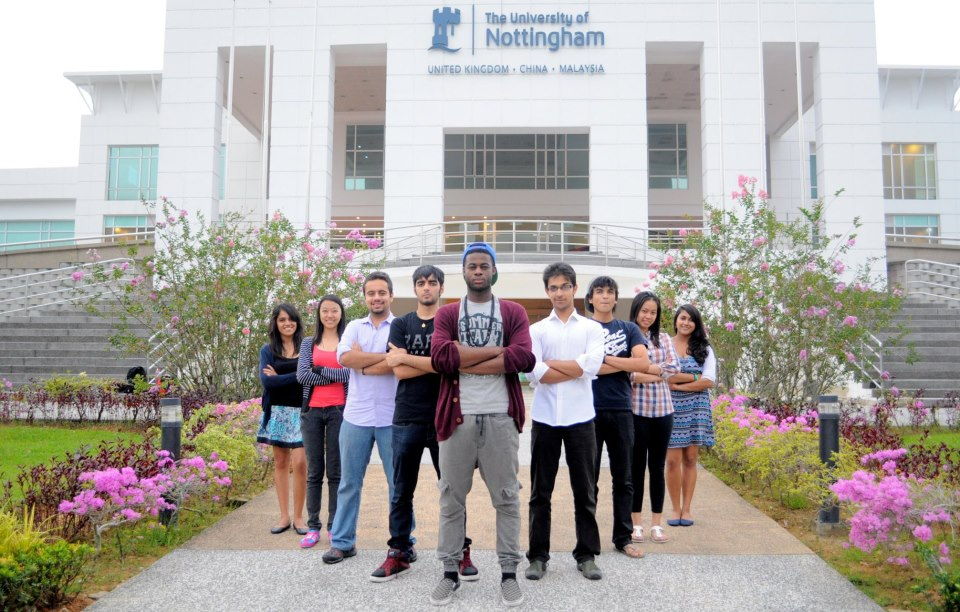 The University of
Nottingham
UNITED KINGDOM · CHINA · MALAYSIA